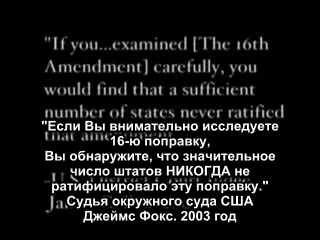 "If you...examined [The 16th
Amendment] carefully, you
would find that a sufficient
number of states never ratified
that amendment."
"Если Вы внимательно исследуете
16-ю поправку,
Вы обнаружите, что значительное
число штатов НИКОГДА не
ратифицировало эту поправку."
Судья окружного суда США
Джеймс Фокс. 2003 год